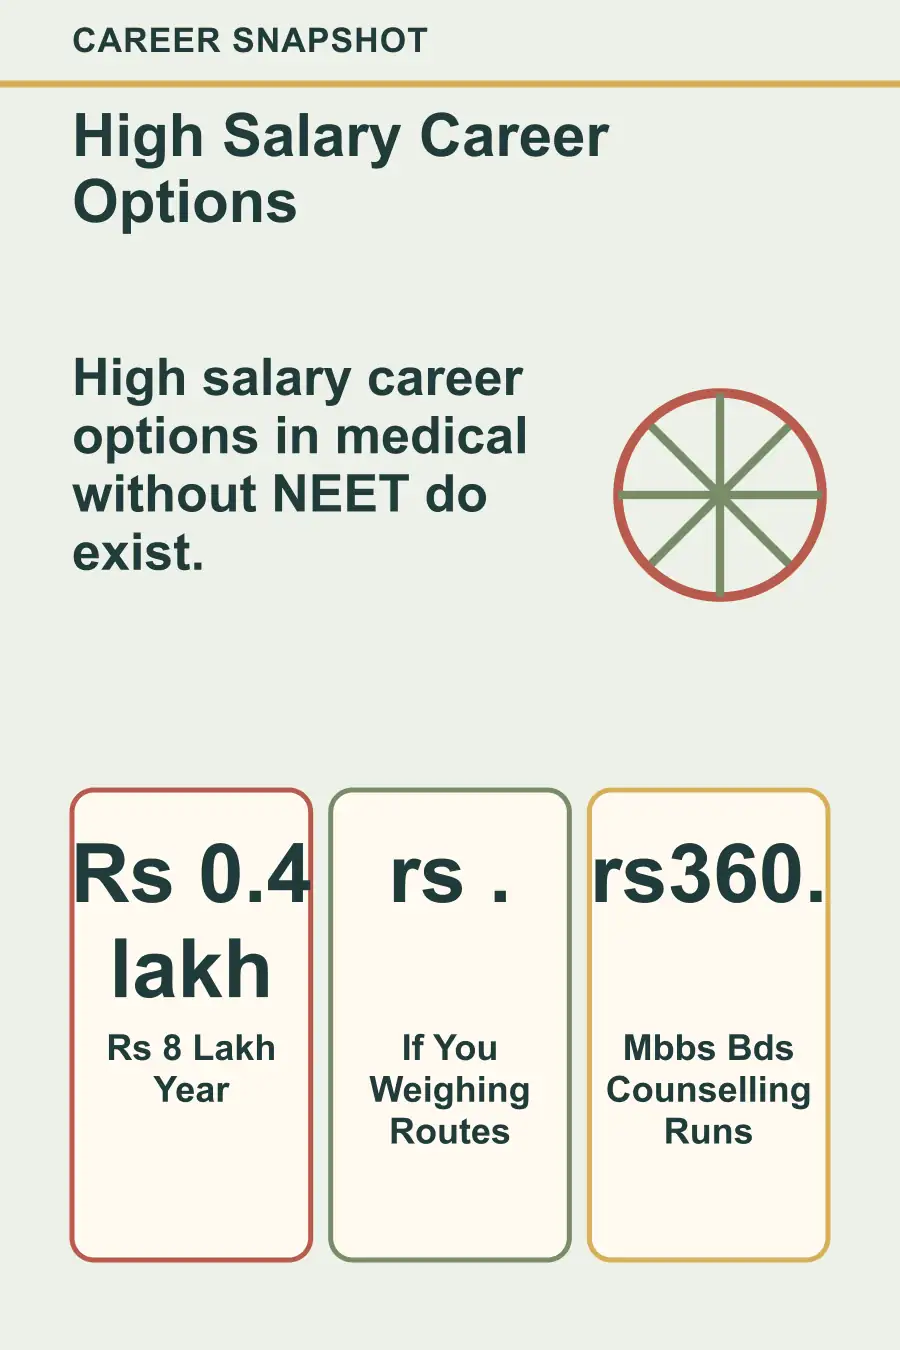 CAREER SNAPSHOT
High Salary Career
Options
High salary career
options in medical
without NEET do
exist.
Rs 0.4
lakh
Rs 8 Lakh
Year
rs .
If You
Weighing
Routes
rs360.
Mbbs Bds
Counselling
Runs